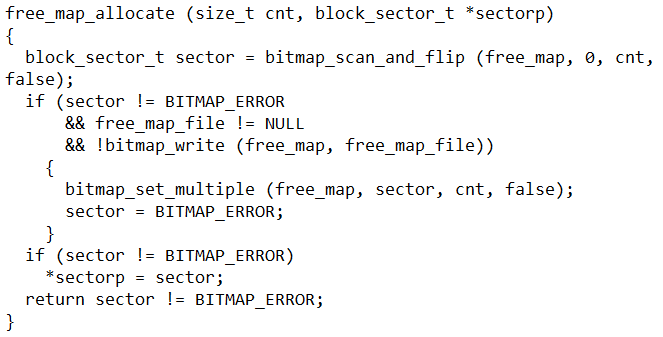 free_map_allocate (size_t cnt, block_sector_t *sectorp)
{
  block_sector_t sector = bitmap_scan_and_flip (free_map, 0, cnt,
false);
  if (sector != BITMAP_ERROR
      && free_map_file != NULL
      && !bitmap_write (free_map, free_map_file))
    {
      bitmap_set_multiple (free_map, sector, cnt, false);
      sector = BITMAP_ERROR;
    }
  if (sector != BITMAP_ERROR)
    *sectorp = sector;
  return sector != BITMAP_ERROR;
}